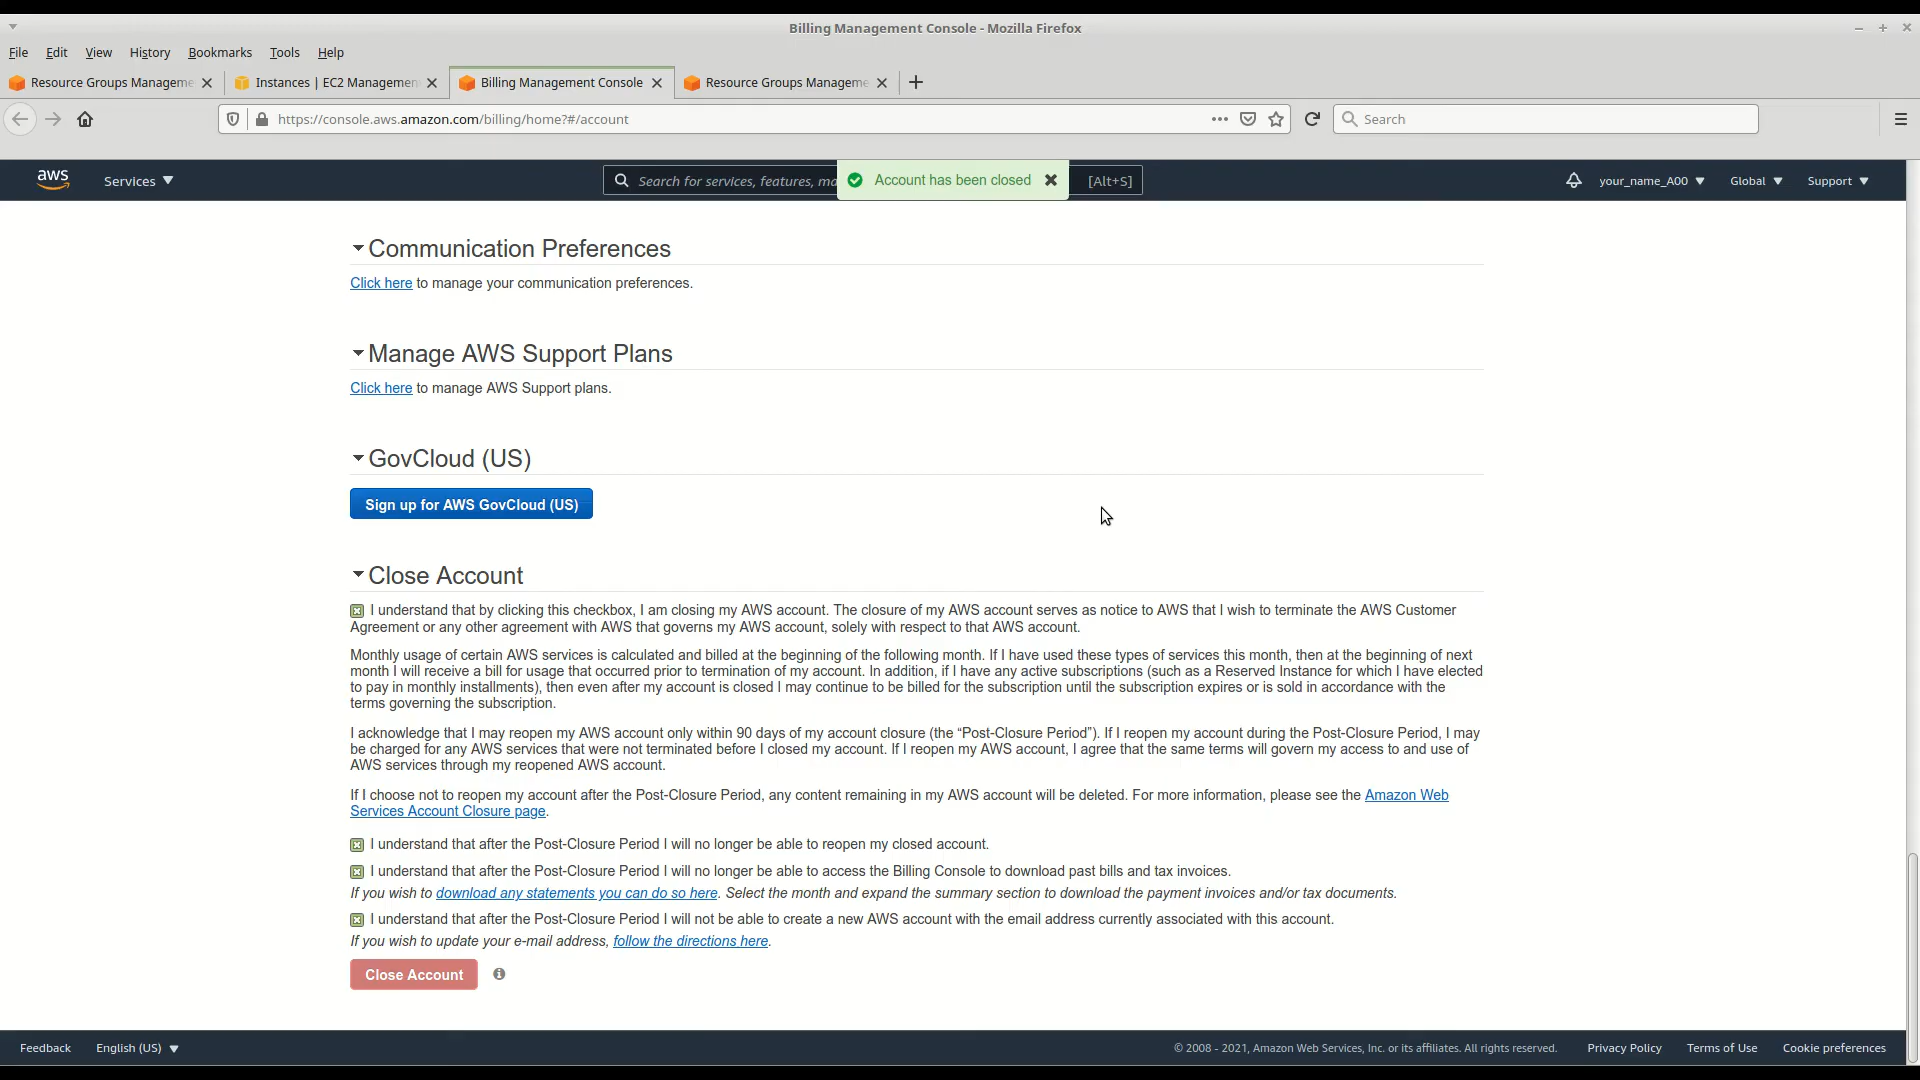 Billing Management Console - Mozilla Firefox
File Edit View History Bookmarks Tools Help
Resource Groups Manageme Instances | EC2 Managemen Billing Management Console Resource Groups Manageme
https://console.aws.amazon.com/billing/home?#/account Search
aws Services Search for services, features, ma Account has been closed [Alt+S] your_name_A00 Global Support
Communication Preferences
Click here to manage your communication preferences.
Manage AWS Support Plans
Click here to manage AWS Support plans.
GovCloud (US)
Sign up for AWS GovCloud (US)
Close Account
I understand that by clicking this checkbox, I am closing my AWS account. The closure of my AWS account serves as notice to AWS that I wish to terminate the AWS Customer
Agreement or any other agreement with AWS that governs my AWS account, solely with respect to that AWS account.
Monthly usage of certain AWS services is calculated and billed at the beginning of the following month. If I have used these types of services this month, then at the beginning of next
month I will receive a bill for usage that occurred prior to termination of my account. In addition, if I have any active subscriptions (such as a Reserved Instance for which I have elected
to pay in monthly installments), then even after my account is closed I may continue to be billed for the subscription until the subscription expires or is sold in accordance with the
terms governing the subscription.
I acknowledge that I may reopen my AWS account only within 90 days of my account closure (the “Post-Closure Period”). If I reopen my account during the Post-Closure Period, I may
be charged for any AWS services that were not terminated before I closed my account. If I reopen my AWS account, I agree that the same terms will govern my access to and use of
AWS services through my reopened AWS account.
If I choose not to reopen my account after the Post-Closure Period, any content remaining in my AWS account will be deleted. For more information, please see the Amazon Web
Services Account Closure page.
I understand that after the Post-Closure Period I will no longer be able to reopen my closed account.
I understand that after the Post-Closure Period I will no longer be able to access the Billing Console to download past bills and tax invoices.
If you wish to download any statements you can do so here. Select the month and expand the summary section to download the payment invoices and/or tax documents.
I understand that after the Post-Closure Period I will not be able to create a new AWS account with the email address currently associated with this account.
If you wish to update your e-mail address, follow the directions here.
Close Account
Feedback English (US) © 2008 - 2021, Amazon Web Services, Inc. or its affiliates. All rights reserved. Privacy Policy Terms of Use Cookie preferences